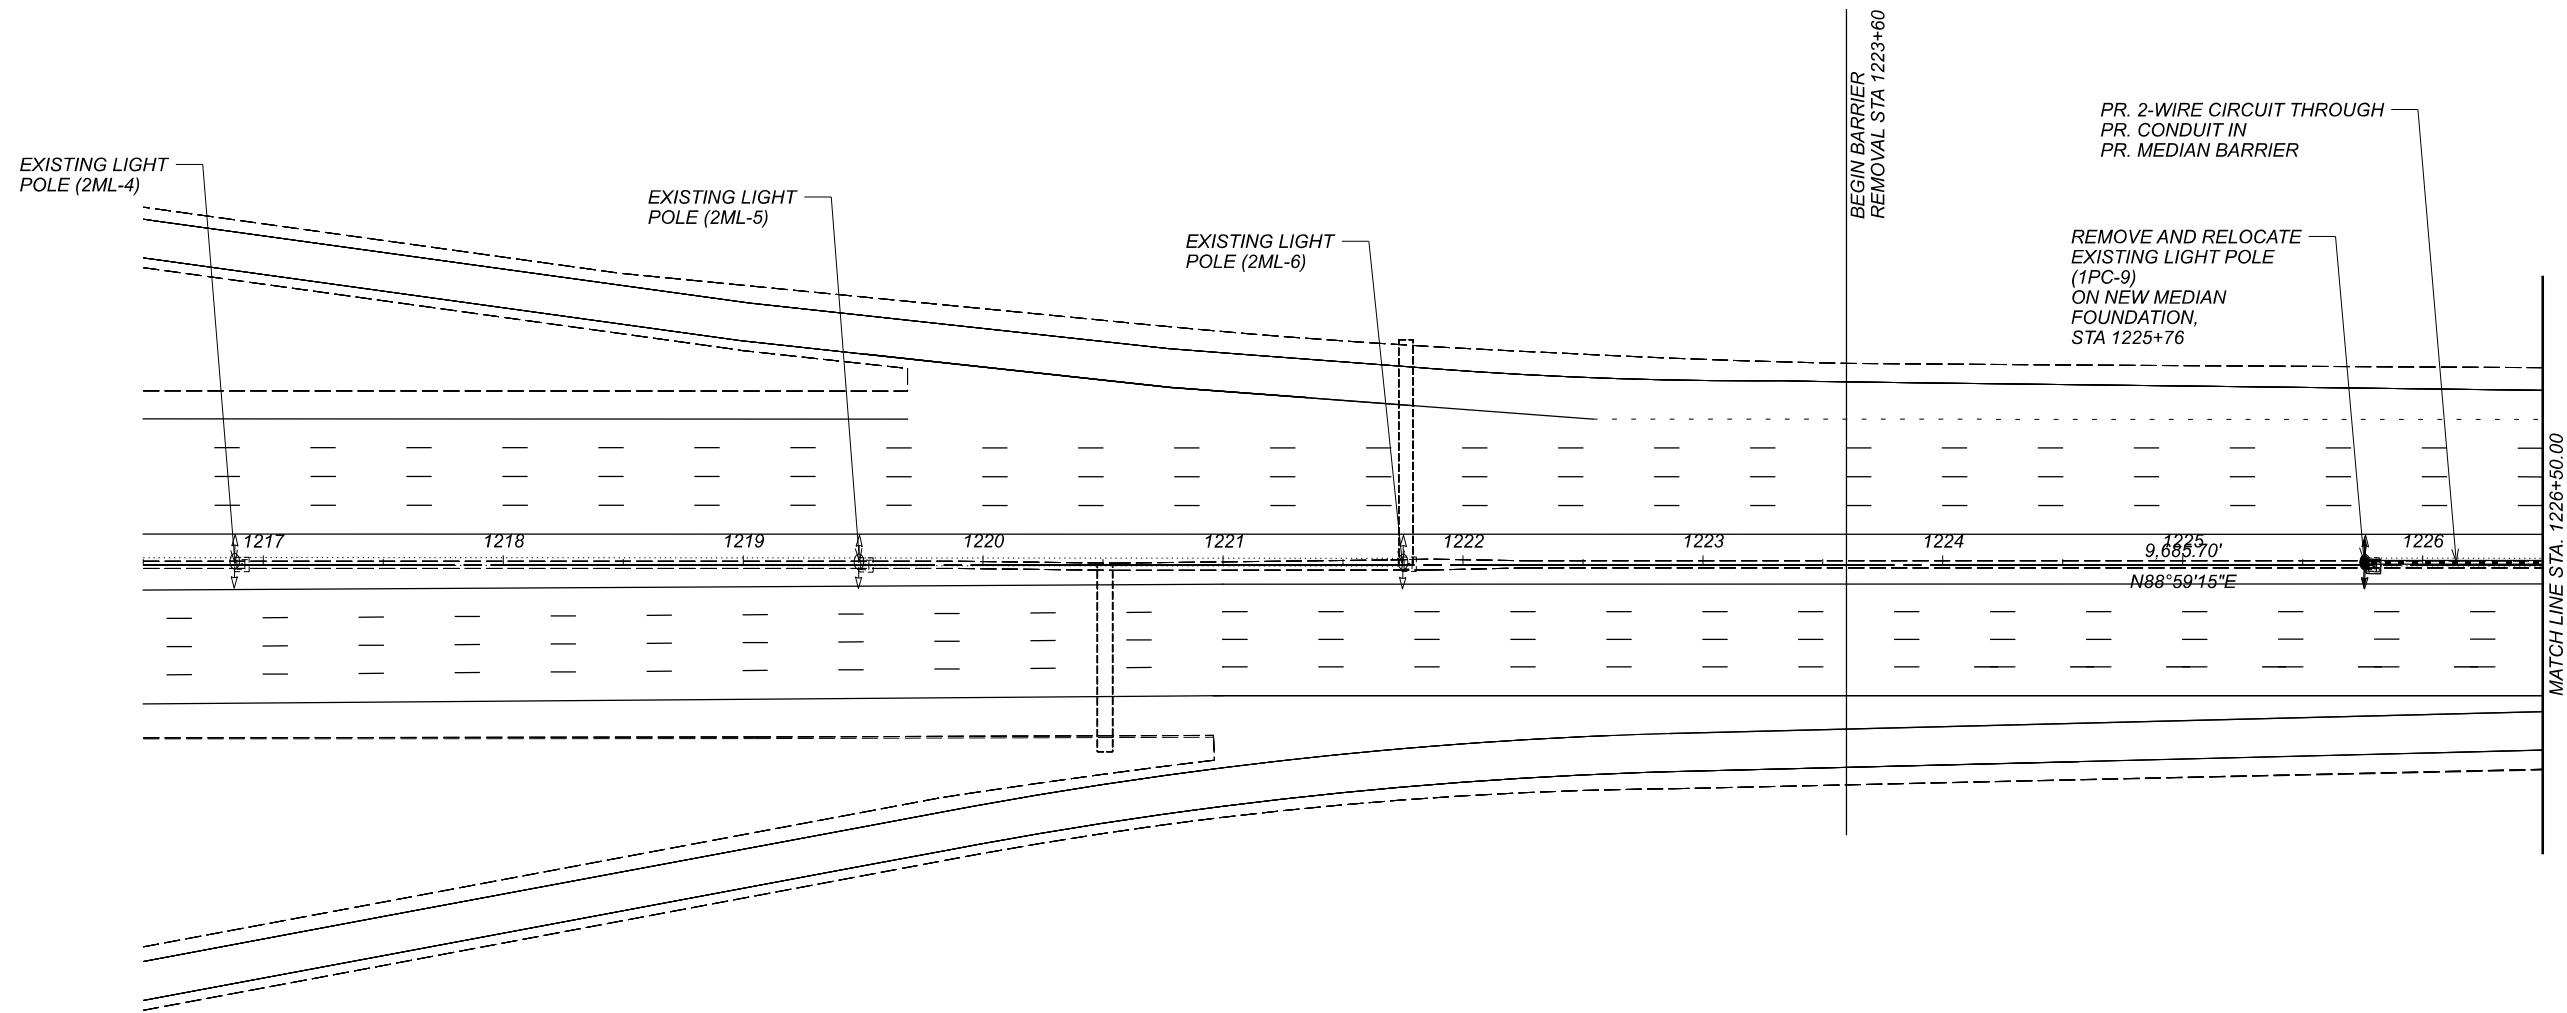 BEGIN BARRIER
REMOVAL STA 1223+60
PR. 2-WIRE CIRCUIT THROUGH
PR. CONDUIT IN
PR. MEDIAN BARRIER
EXISTING LIGHT
POLE (2ML-4)
EXISTING LIGHT
POLE (2ML-5)
EXISTING LIGHT
POLE (2ML-6)
REMOVE AND RELOCATE
EXISTING LIGHT POLE
(1PC-9)
ON NEW MEDIAN
FOUNDATION,
STA 1225+76
1217 1218 1219 1220 1221 1222 1223 1224 1225 1226
9,685.70'
N88°59'15"E
MATCH LINE STA. 1226+50.00